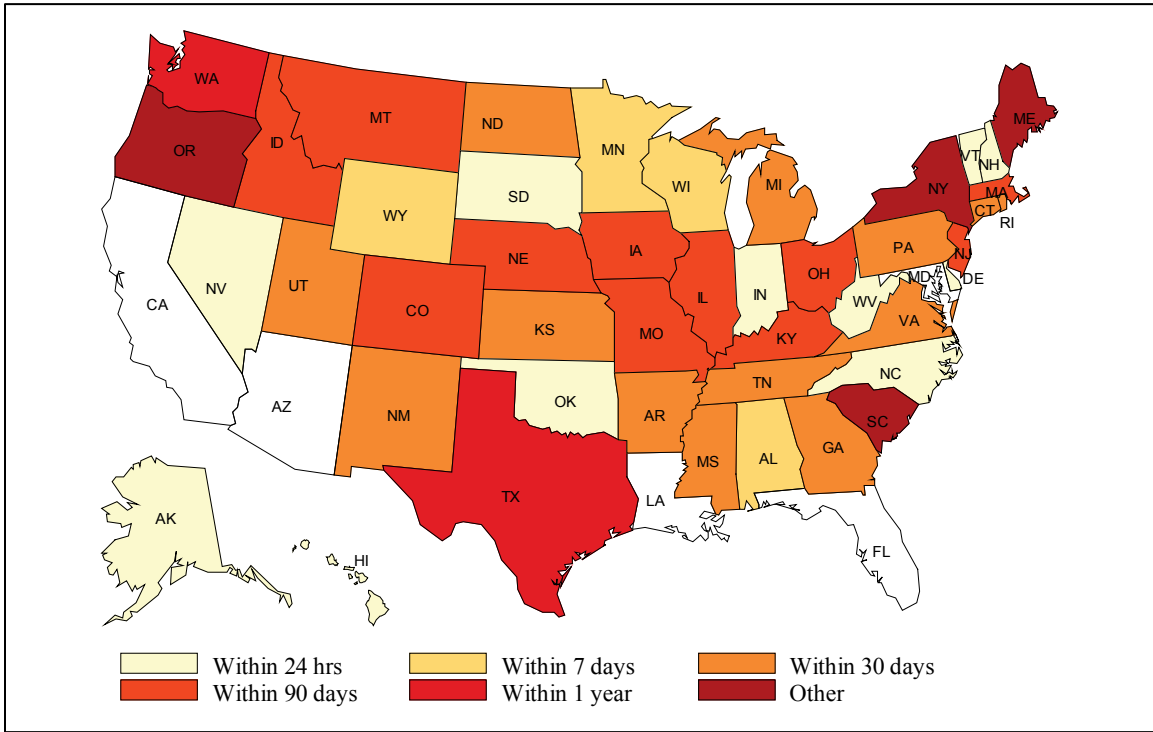 WA
ME
MT
ND
VT
NH
OR
ID
MN
WI
MI
NY
MA
SD
CT
RI
WY
PA
NE
IA
NJ
OH
MD
DE
NV
UT
IL
IN
WV
CA
CO
KS
MO
KY
VA
TN
NC
OK
AR
AZ
NM
SC
MS
AL
GA
TX
LA
AK
FL
HI
Within 24 hrs Within 7 days Within 30 days
Within 90 days Within 1 year Other